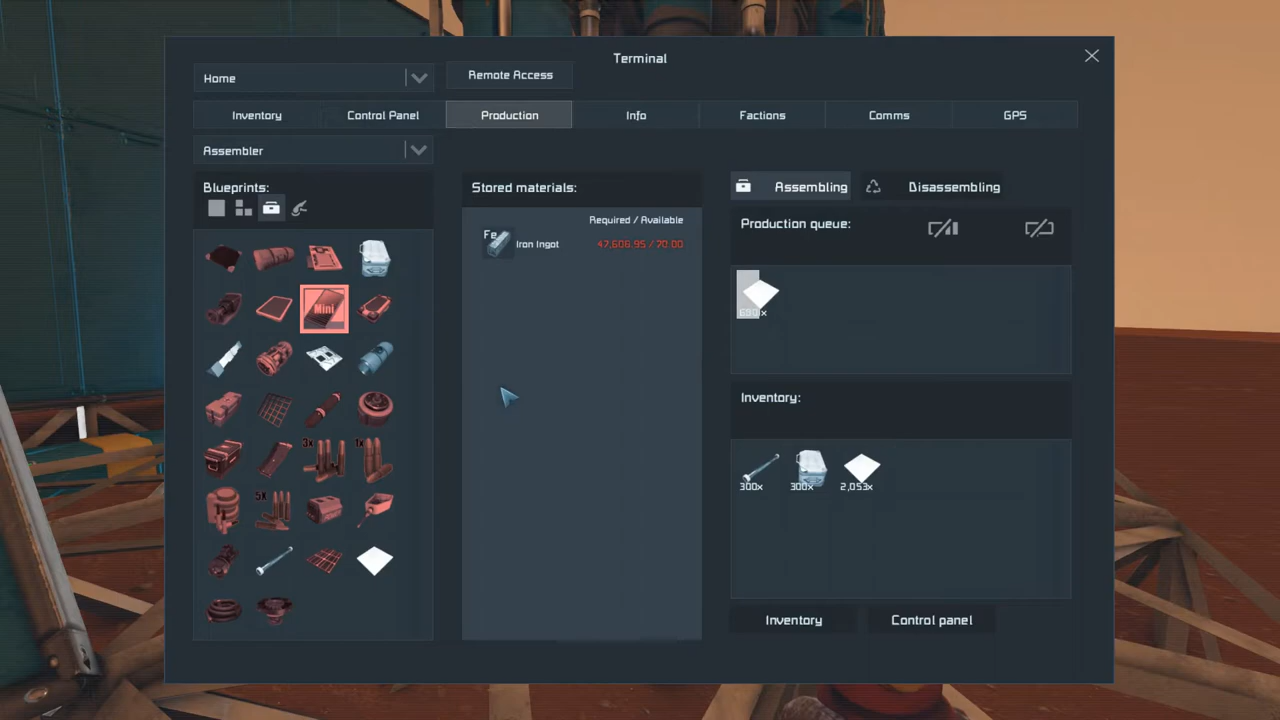 Terminal
Home
Remote Access
Inventory
Control Panel
Production
Info
Factions
Comms
GPS
Assembler
Blueprints:
Stored materials:
Assembling
Disassembling
Required / Available
Fe
Iron Ingot
47,606.95 / 70.00
Production queue:
Mini
3x
1x
5x
Inventory:
300x
300x
2,053x
Inventory
Control panel